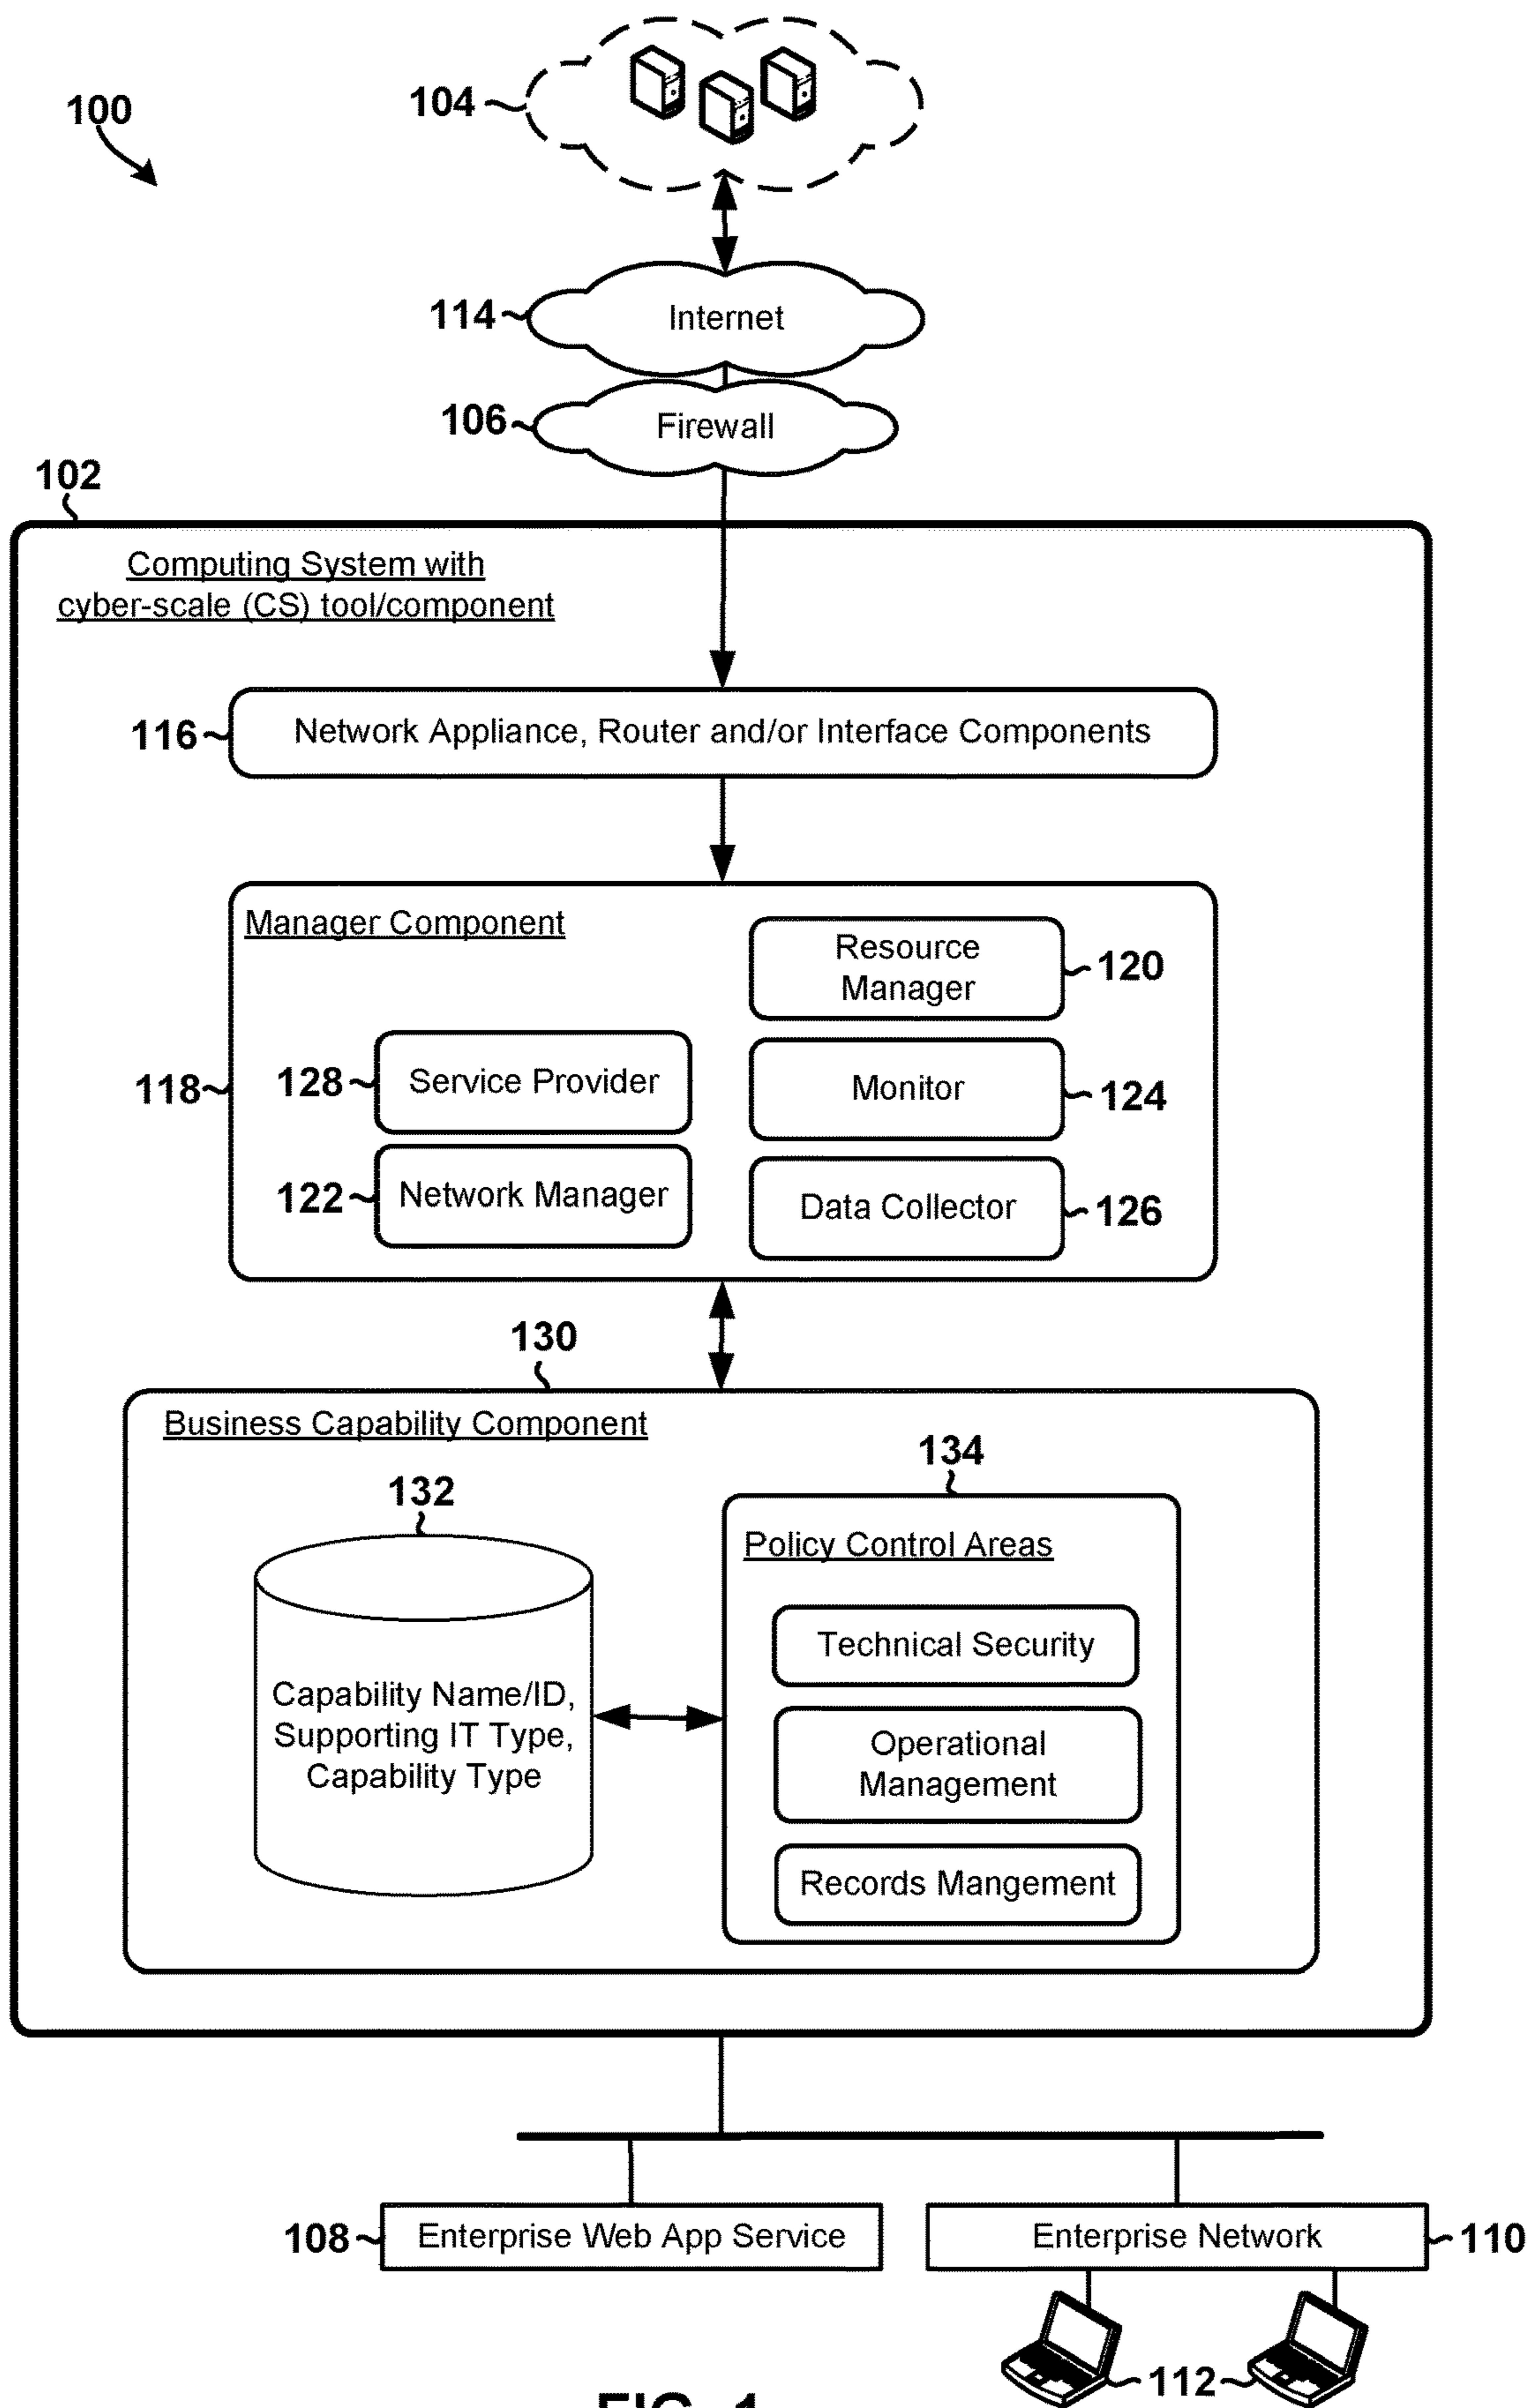 100
104
114
Internet
106
Firewall
102
Computing System with
cyber-scale (CS) tool/component
116
Network Appliance, Router and/or Interface Components
Manager Component
Resource
Manager
120
118
128
Service Provider
Monitor
124
122
Network Manager
Data Collector
126
130
Business Capability Component
132
134
Policy Control Areas
Capability Name/ID,
Supporting IT Type,
Capability Type
Technical Security
Operational
Management
Records Mangement
108
Enterprise Web App Service
Enterprise Network
110
112
FIG. 1